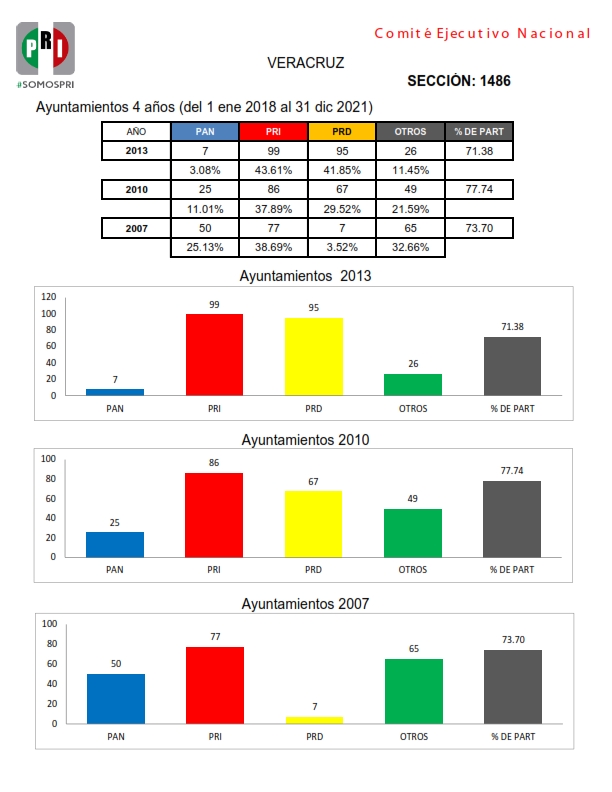 Comité Ejecutivo Nacional
PRI
#SOMOSPRI
VERACRUZ
SECCIÓN: 1486
Ayuntamientos 4 años (del 1 ene 2018 al 31 dic 2021)
AÑO PAN PRI PRD OTROS % DE PART
2013 7 99 95 26 71.38
3.08% 43.61% 41.85% 11.45%
2010 25 86 67 49 77.74
11.01% 37.89% 29.52% 21.59%
2007 50 77 7 65 73.70
25.13% 38.69% 3.52% 32.66%
Ayuntamientos 2013
120
100
80
60
40
20
0
7 99 95 26 71.38
PAN PRI PRD OTROS % DE PART
Ayuntamientos 2010
100
80
60
40
20
0
25 86 67 49 77.74
PAN PRI PRD OTROS % DE PART
Ayuntamientos 2007
100
80
60
40
20
0
50 77 7 65 73.70
PAN PRI PRD OTROS % DE PART